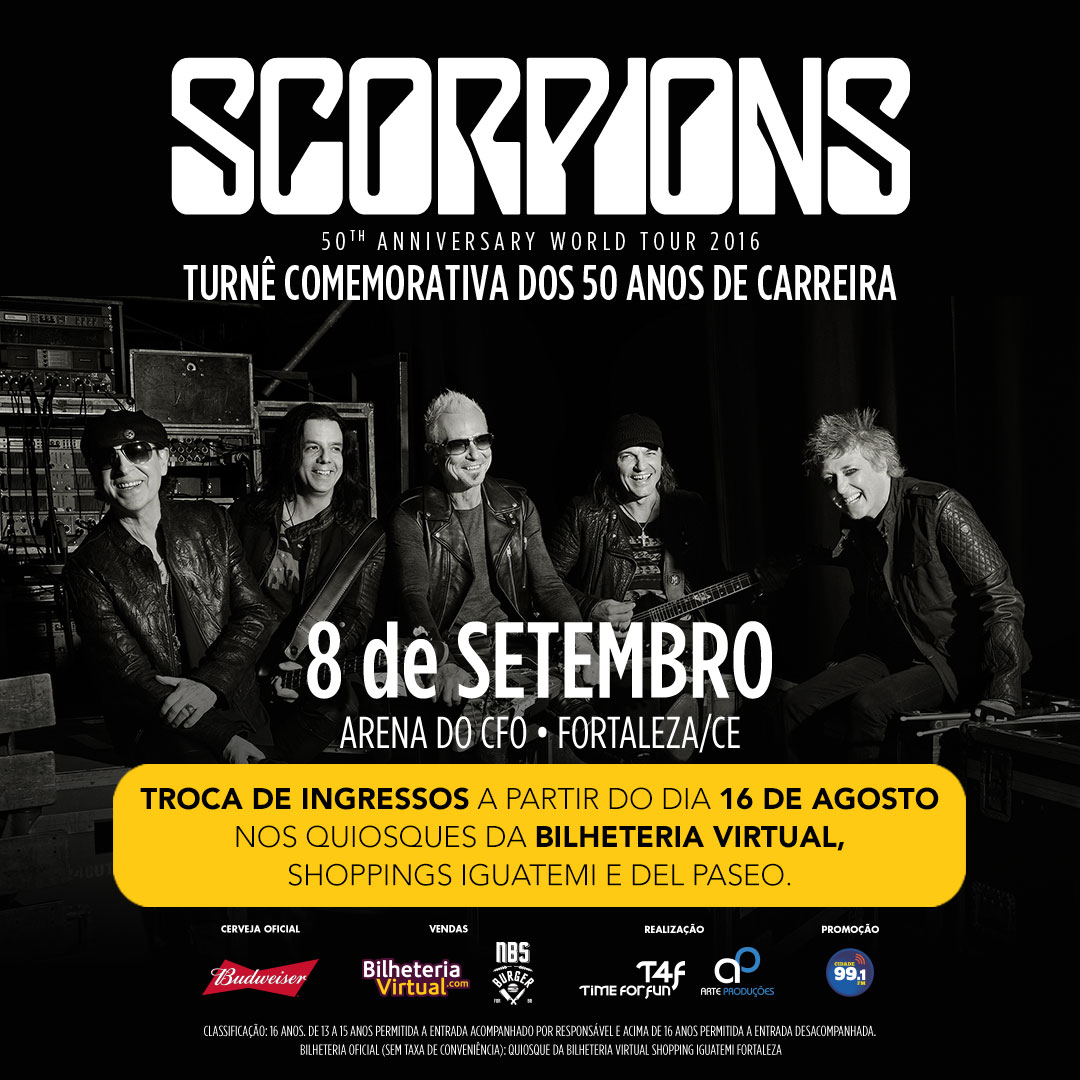 SCORPIONS
50TH ANNIVERSARY WORLD TOUR 2016
TURNÊ COMEMORATIVA DOS 50 ANOS DE CARREIRA
8 de SETEMBRO
ARENA DO CFO • FORTALEZA/CE
TROCA DE INGRESSOS A PARTIR DO DIA 16 DE AGOSTO
NOS QUIOSQUES DA BILHETERIA VIRTUAL,
SHOPPINGS IGUATEMI E DEL PASEO.
CERVEJA OFICIAL
Budweiser
VENDAS
Bilheteria
Virtual.com
NBS
BURGER
FOR BR
REALIZAÇÃO
T4F
TIME FOR FUN
ARTE PRODUÇÕES
PROMOÇÃO
CIDADE
99.1
FM
CLASSIFICAÇÃO: 16 ANOS. DE 13 A 15 ANOS PERMITIDA A ENTRADA ACOMPANHADO POR RESPONSÁVEL E ACIMA DE 16 ANOS PERMITIDA A ENTRADA DESACOMPANHADA.
BILHETERIA OFICIAL (SEM TAXA DE CONVENIÊNCIA): QUIOSQUE DA BILHETERIA VIRTUAL SHOPPING IGUATEMI FORTALEZA